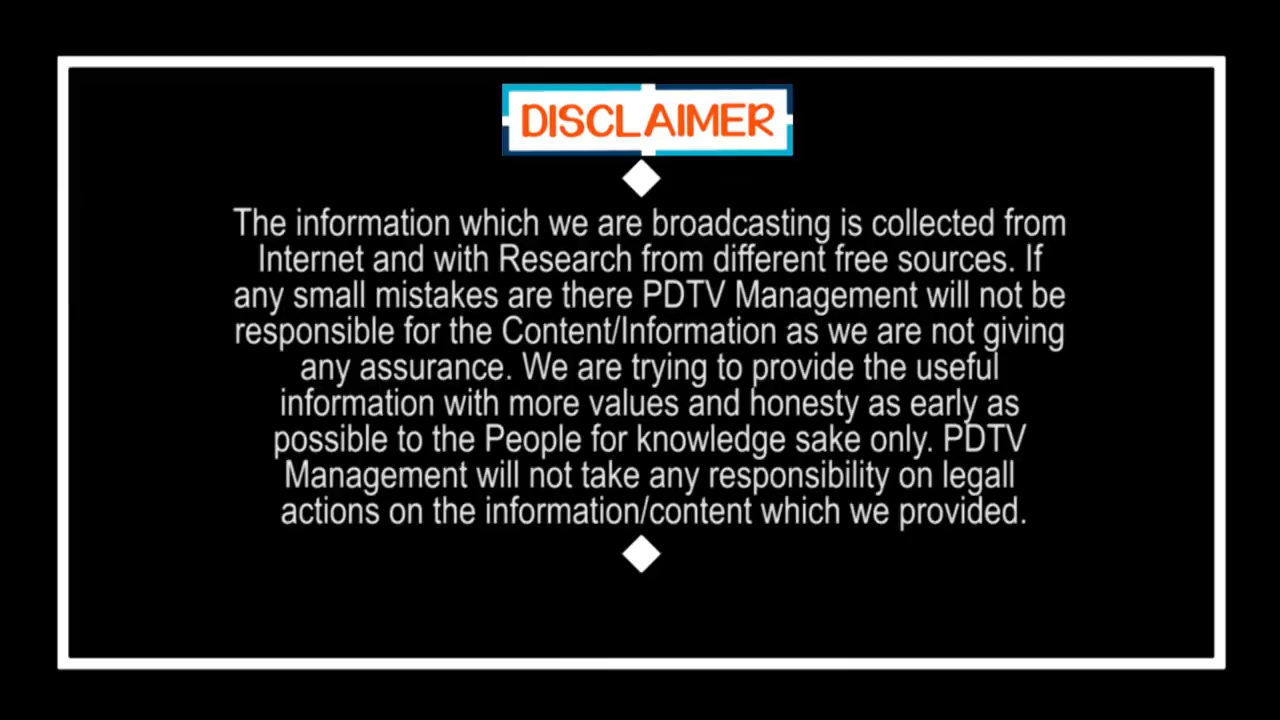 DISCLAIMER
The information which we are broadcasting is collected from
Internet and with Research from different free sources. If
any small mistakes are there PDTV Management will not be
responsible for the Content/Information as we are not giving
any assurance. We are trying to provide the useful
information with more values and honesty as early as
possible to the People for knowledge sake only. PDTV
Management will not take any responsibility on legall
actions on the information/content which we provided.